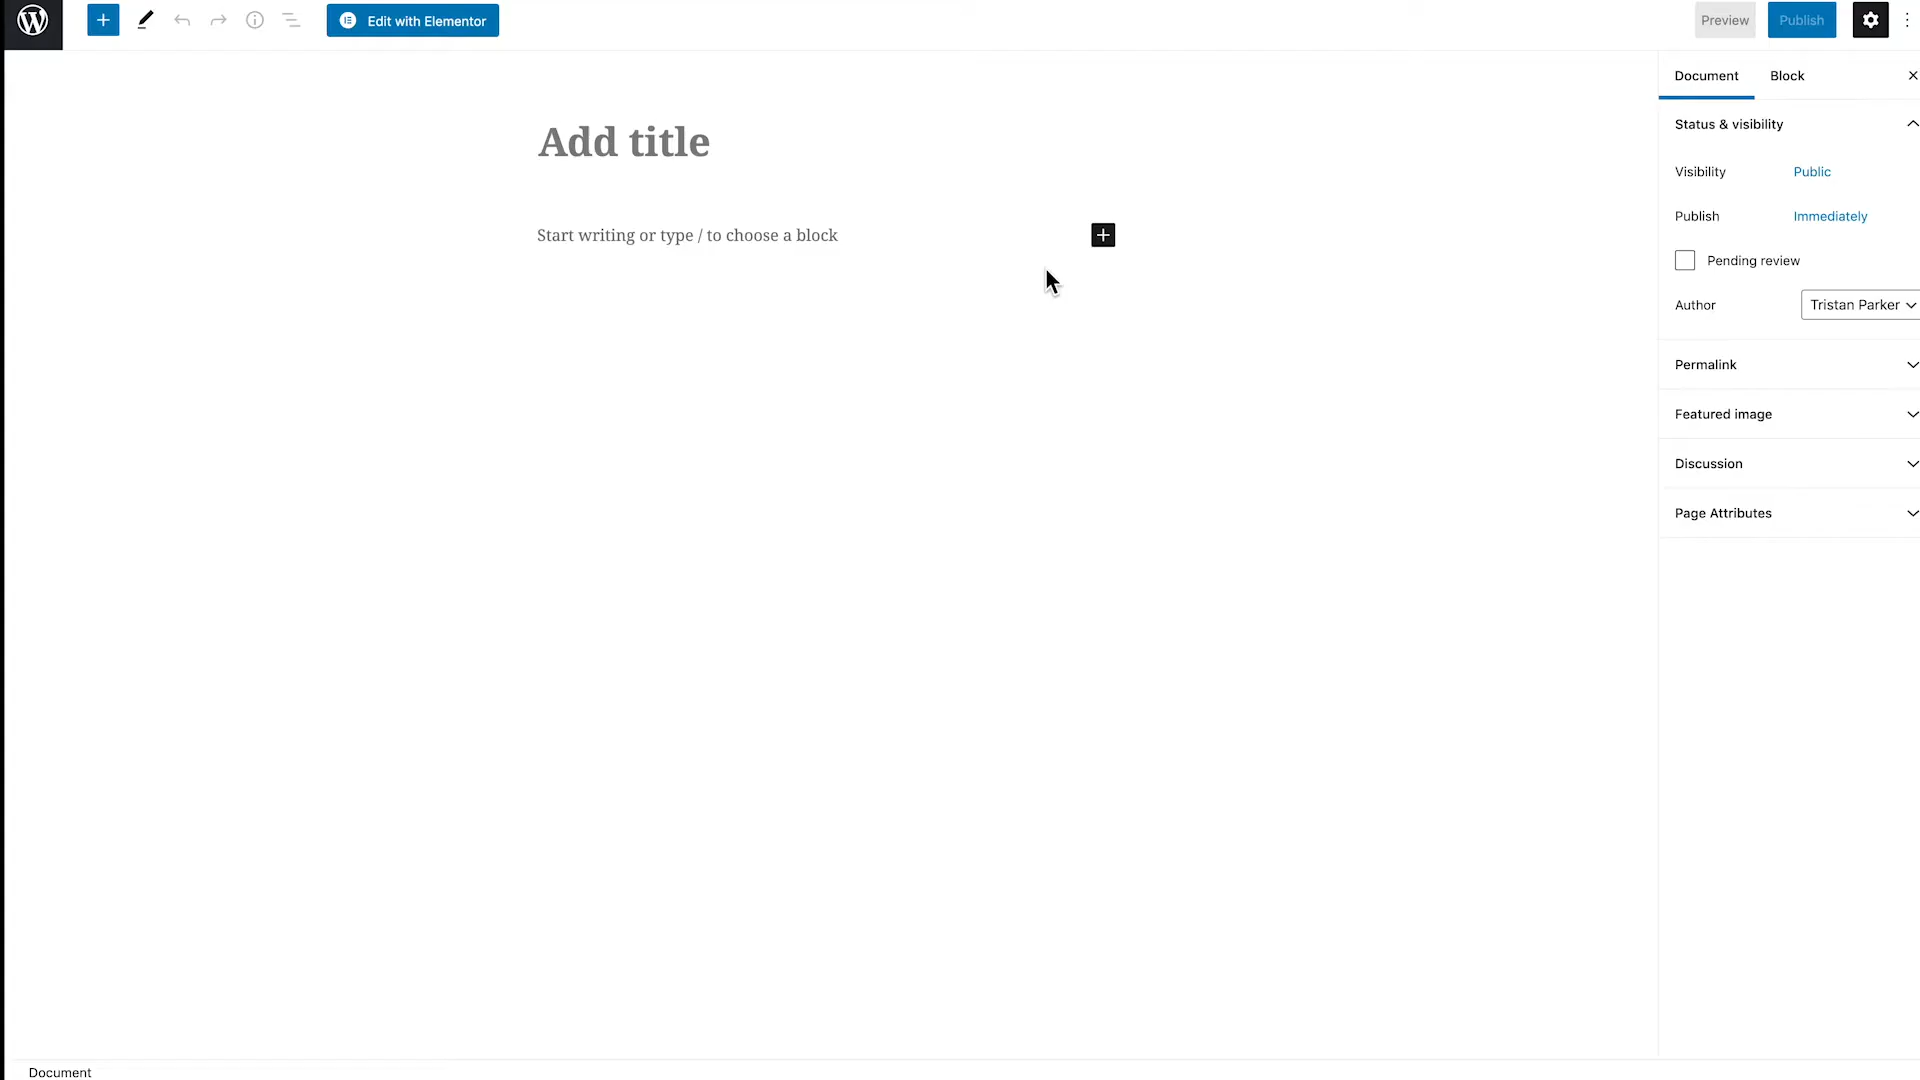 Edit with Elementor
Preview
Publish
Document
Block
Add title
Start writing or type / to choose a block
Status & visibility
Visibility
Public
Publish
Immediately
Pending review
Author
Tristan Parker
Permalink
Featured image
Discussion
Page Attributes
Document